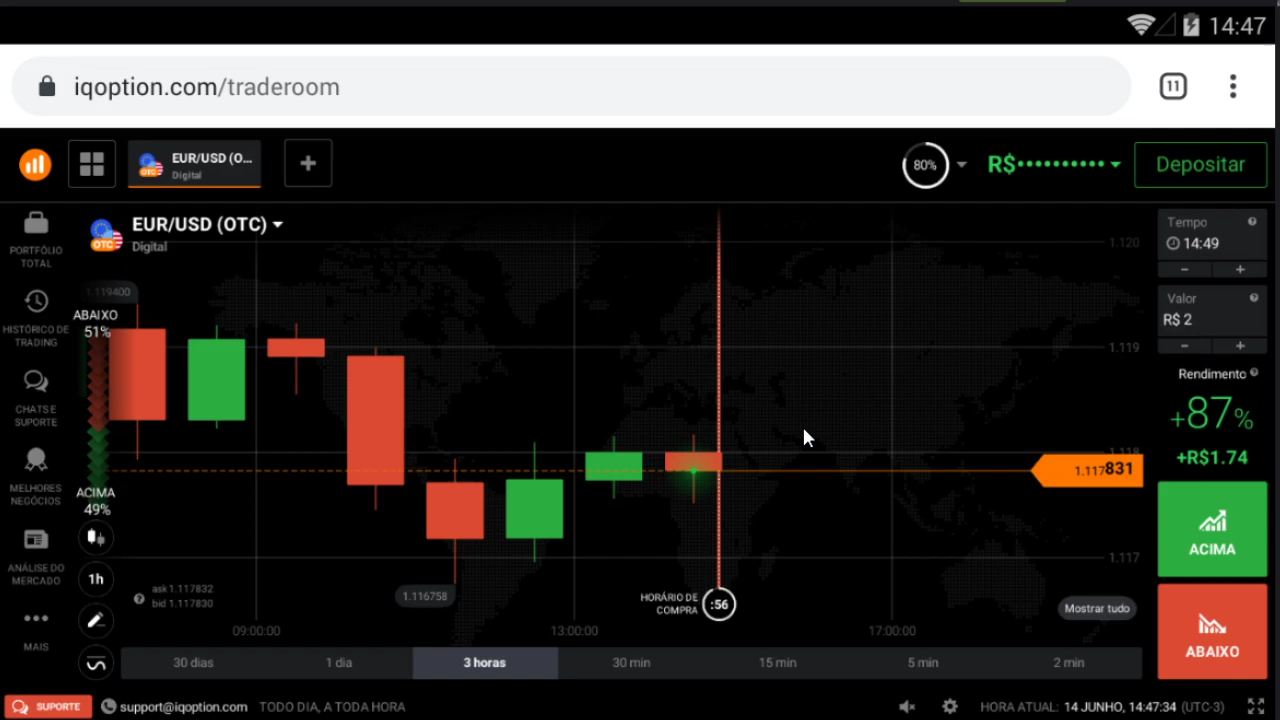 14:47
iqoption.com/traderoom
11
EUR/USD (O...
Digital
80%
R$••••••••••
Depositar
EUR/USD (OTC)
OTC
Digital
PORTFÓLIO
TOTAL
HISTÓRICO DE
TRADING
CHATS E
SUPORTE
MELHORES
NEGÓCIOS
ANÁLISE DO
MERCADO
MAIS
1.119400
ABAIXO
51%
ACIMA
49%
1h
ask 1.117832
bid 1.117830
1.116758
HORÁRIO DE
COMPRA
:56
1.120
1.119
1.118
1.117831
1.117
Mostrar tudo
09:00:00
13:00:00
17:00:00
30 dias
1 dia
3 horas
30 min
15 min
5 min
2 min
Tempo
14:49
Valor
R$ 2
Rendimento
+87%
+R$1.74
ACIMA
ABAIXO
SUPORTE
support@iqoption.com
TODO DIA, A TODA HORA
HORA ATUAL: 14 JUNHO, 14:47:34 (UTC-3)